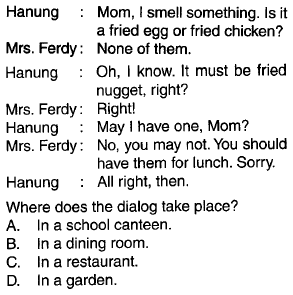 Hanung : Mom, I smell something. Is it
a fried egg or fried chicken?
Mrs. Ferdy : None of them.
Hanung : Oh, I know. It must be fried
nugget, right?
Mrs. Ferdy : Right!
Hanung : May I have one, Mom?
Mrs. Ferdy : No, you may not. You should
have them for lunch. Sorry.
Hanung : All right, then.
Where does the dialog take place?
A. In a school canteen.
B. In a dining room.
C. In a restaurant.
D. In a garden.